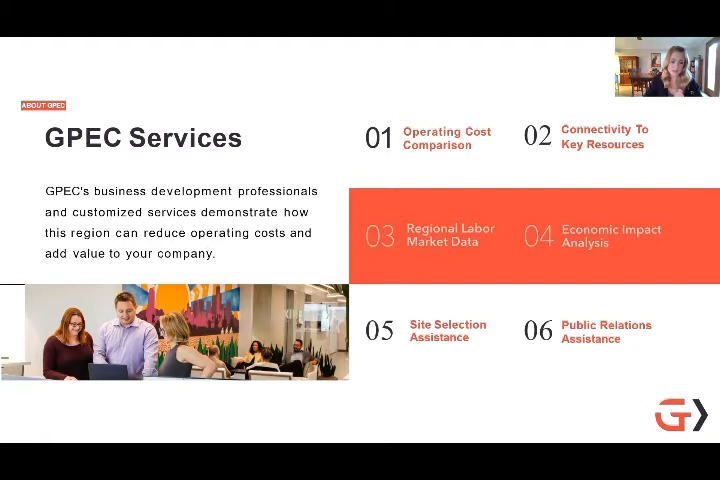 ABOUT GPEC
GPEC Services
GPEC's business development professionals
and customized services demonstrate how
this region can reduce operating costs and
add value to your company.
01 Operating Cost
Comparison
02 Connectivity To
Key Resources
03 Regional Labor
Market Data
04 Economic Impact
Analysis
05 Site Selection
Assistance
06 Public Relations
Assistance